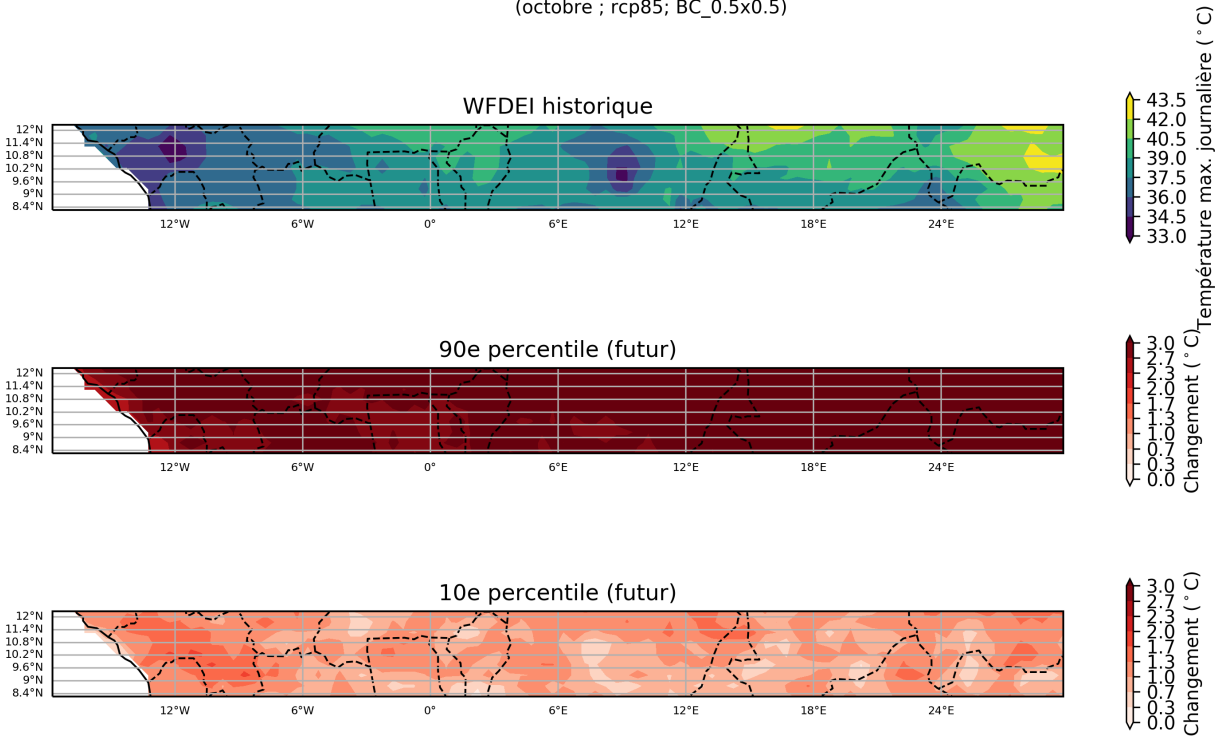 (octobre ; rcp85; BC_0.5x0.5)
WFDEI historique
12°N
11.4°N
10.8°N
10.2°N
9.6°N
9°N
8.4°N
12°W 6°W 0° 6°E 12°E 18°E 24°E
43.5
42.0
40.5
39.0
37.5
36.0
34.5
33.0
Température max. journalière (°C)
90e percentile (futur)
12°N
11.4°N
10.8°N
10.2°N
9.6°N
9°N
8.4°N
12°W 6°W 0° 6°E 12°E 18°E 24°E
3.0
2.7
2.3
2.0
1.7
1.3
1.0
0.7
0.3
0.0
Changement (°C)
10e percentile (futur)
12°N
11.4°N
10.8°N
10.2°N
9.6°N
9°N
8.4°N
12°W 6°W 0° 6°E 12°E 18°E 24°E
3.0
2.7
2.3
2.0
1.7
1.3
1.0
0.7
0.3
0.0
Changement (°C)